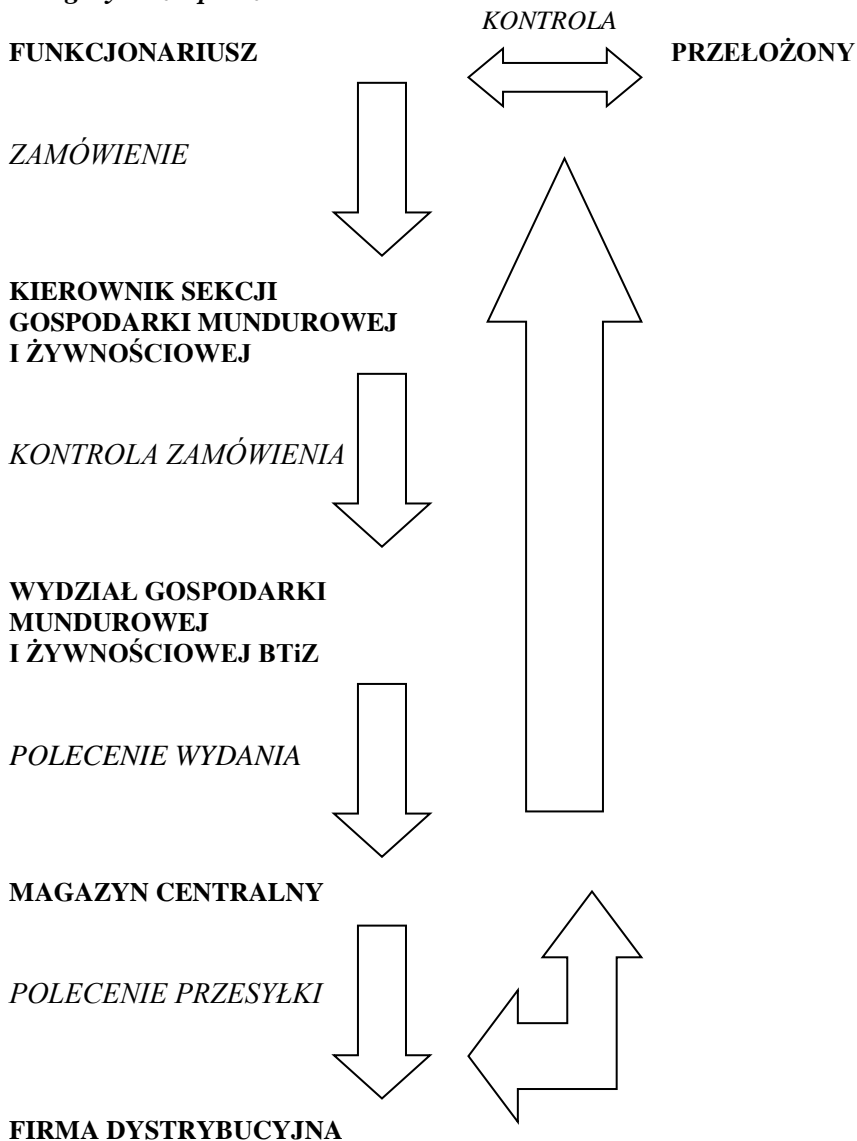 KONTROLA
FUNKCJONARIUSZ PRZEŁOŻONY
ZAMÓWIENIE
KIEROWNIK SEKCJI
GOSPODARKI MUNDUROWEJ
I ŻYWNOŚCIOWEJ
KONTROLA ZAMÓWIENIA
WYDZIAŁ GOSPODARKI
MUNDUROWEJ
I ŻYWNOŚCIOWEJ BTiZ
POLECENIE WYDANIA
MAGAZYN CENTRALNY
POLECENIE PRZESYŁKI
FIRMA DYSTRYBUCYJNA